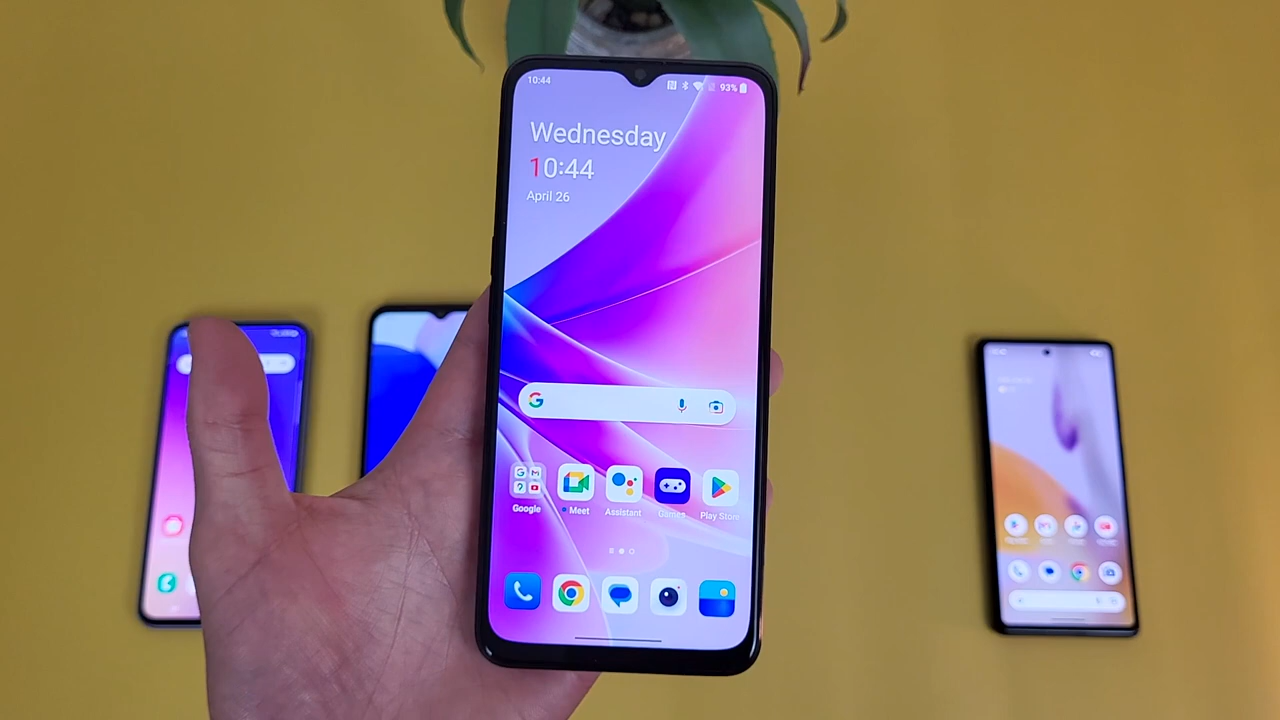 10:44
93%
Wednesday
10:44
April 26
Google
Meet
Assistant
Games
Play Store